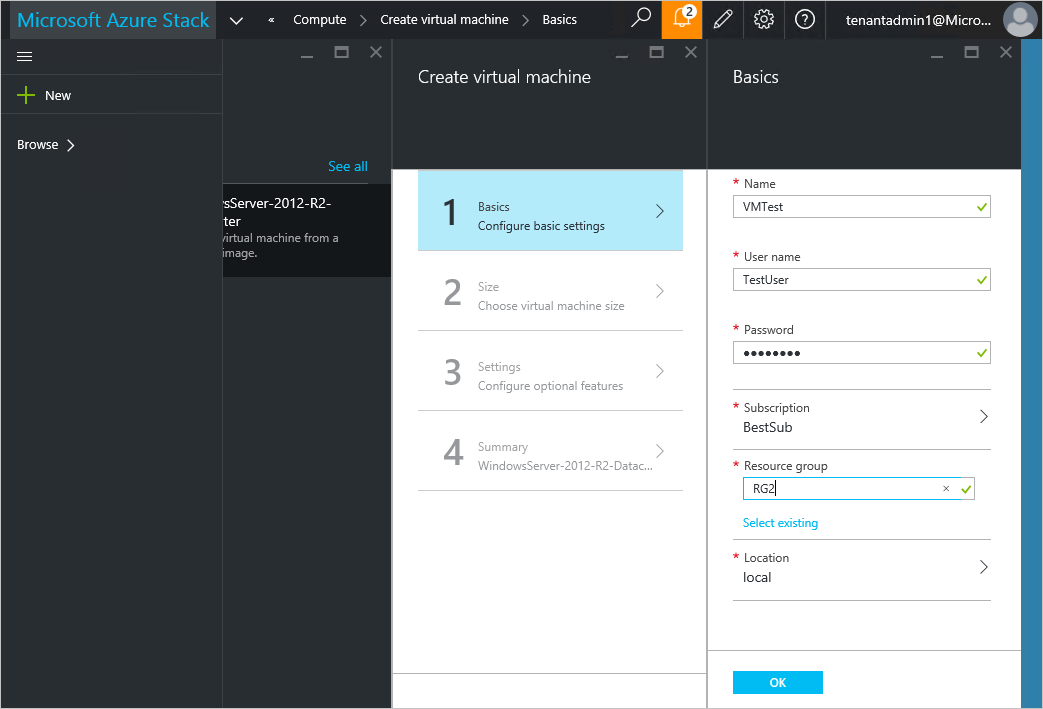 Microsoft Azure Stack
« Compute > Create virtual machine > Basics
2
tenantadmin1@Micro...
New
Browse
See all
wsServer-2012-R2-
ter
virtual machine from a
image.
Create virtual machine
1
Basics
Configure basic settings
2
Size
Choose virtual machine size
3
Settings
Configure optional features
4
Summary
WindowsServer-2012-R2-Datac...
Basics
* Name
VMTest
* User name
TestUser
* Password
••••••••
* Subscription
BestSub
* Resource group
RG2
Select existing
* Location
local
OK